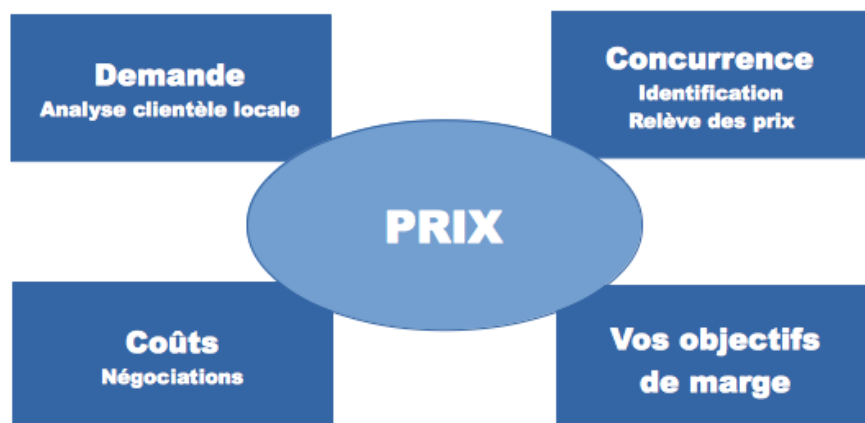 Demande
Analyse clientèle locale
Concurrence
Identification
Relève des prix
PRIX
Coûts
Négociations
Vos objectifs
de marge